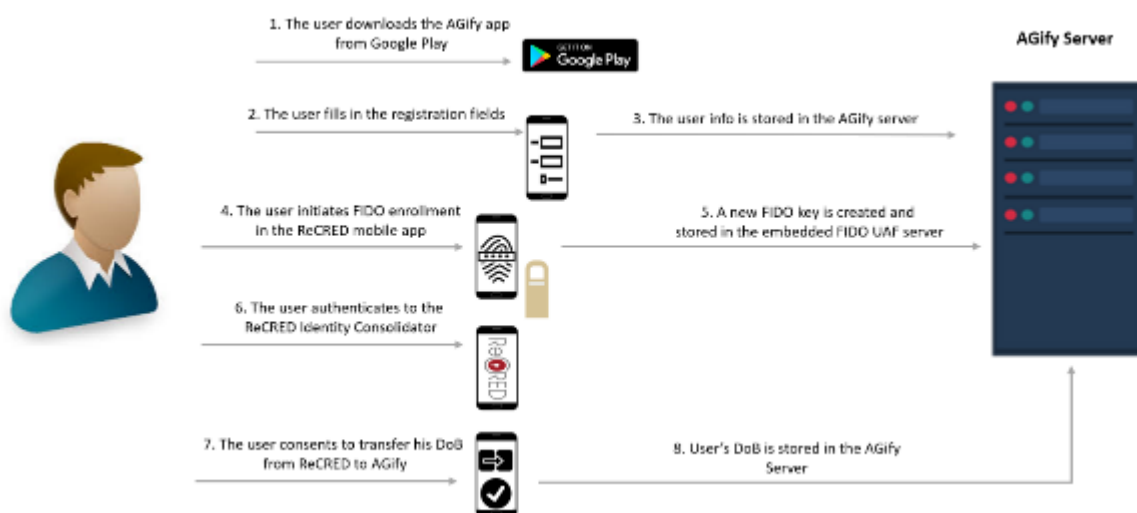 1. The user downloads the AGify app
from Google Play
GET IT ON
Google Play
AGify Server
2. The user fills in the registration fields
3. The user info is stored in the AGify server
4. The user initiates FIDO enrollment
in the ReCRED mobile app
5. A new FIDO key is created and
stored in the embedded FIDO UAF server
6. The user authenticates to the
ReCRED Identity Consolidator
ReCRED
7. The user consents to transfer his DoB
from ReCRED to AGify
8. User's DoB is stored in the AGify
Server